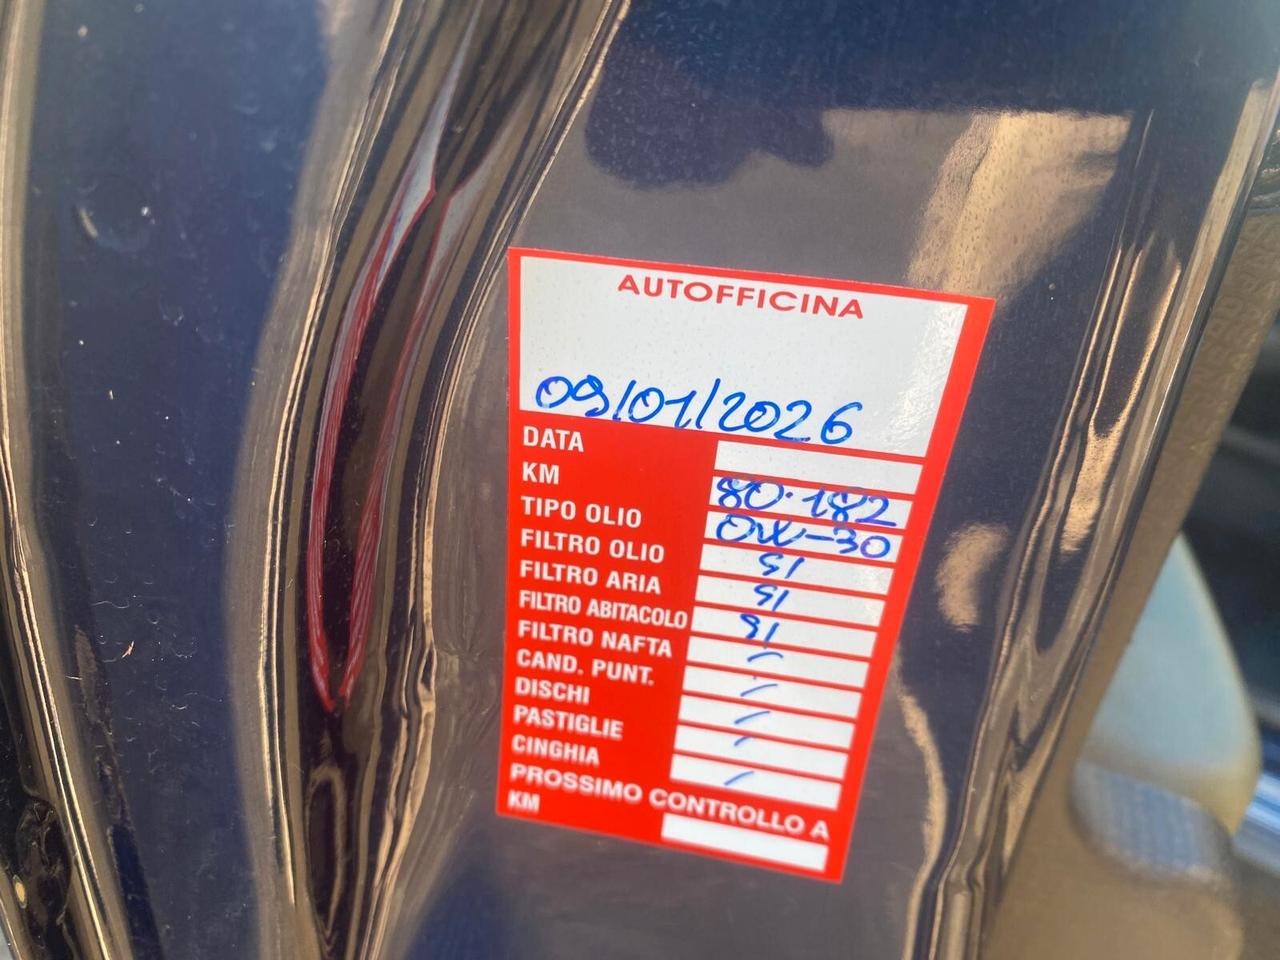 AUTOFFICINA
09/01/2026
DATA
KM 80.182
TIPO OLIO 0W-30
FILTRO OLIO SI
FILTRO ARIA SI
FILTRO ABITACOLO SI
FILTRO NAFTA -
CAND. PUNT. -
DISCHI -
PASTIGLIE -
CINGHIA -
PROSSIMO CONTROLLO A
KM